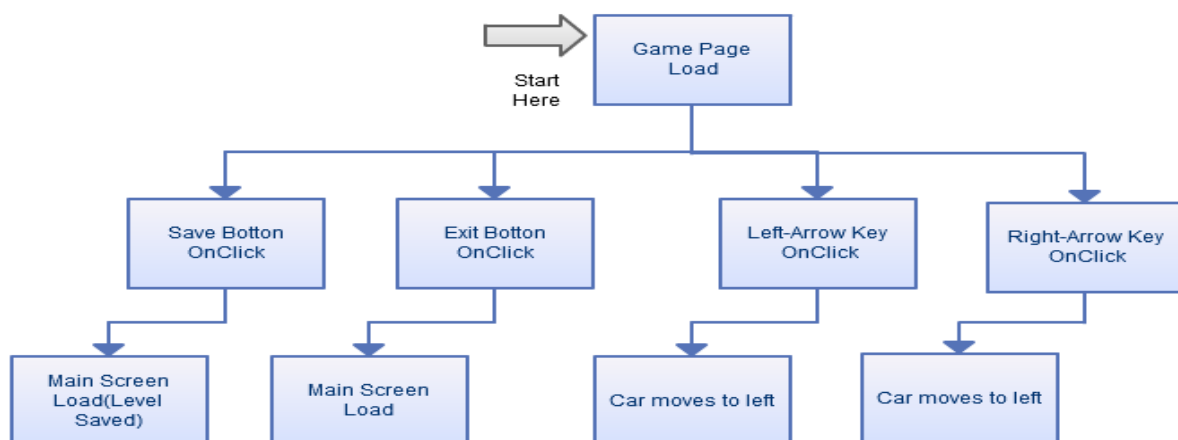 Game Page
Load
Start
Here
Save Botton
OnClick
Exit Botton
OnClick
Left-Arrow Key
OnClick
Right-Arrow Key
OnClick
Main Screen
Load(Level
Saved)
Main Screen
Load
Car moves to left
Car moves to left